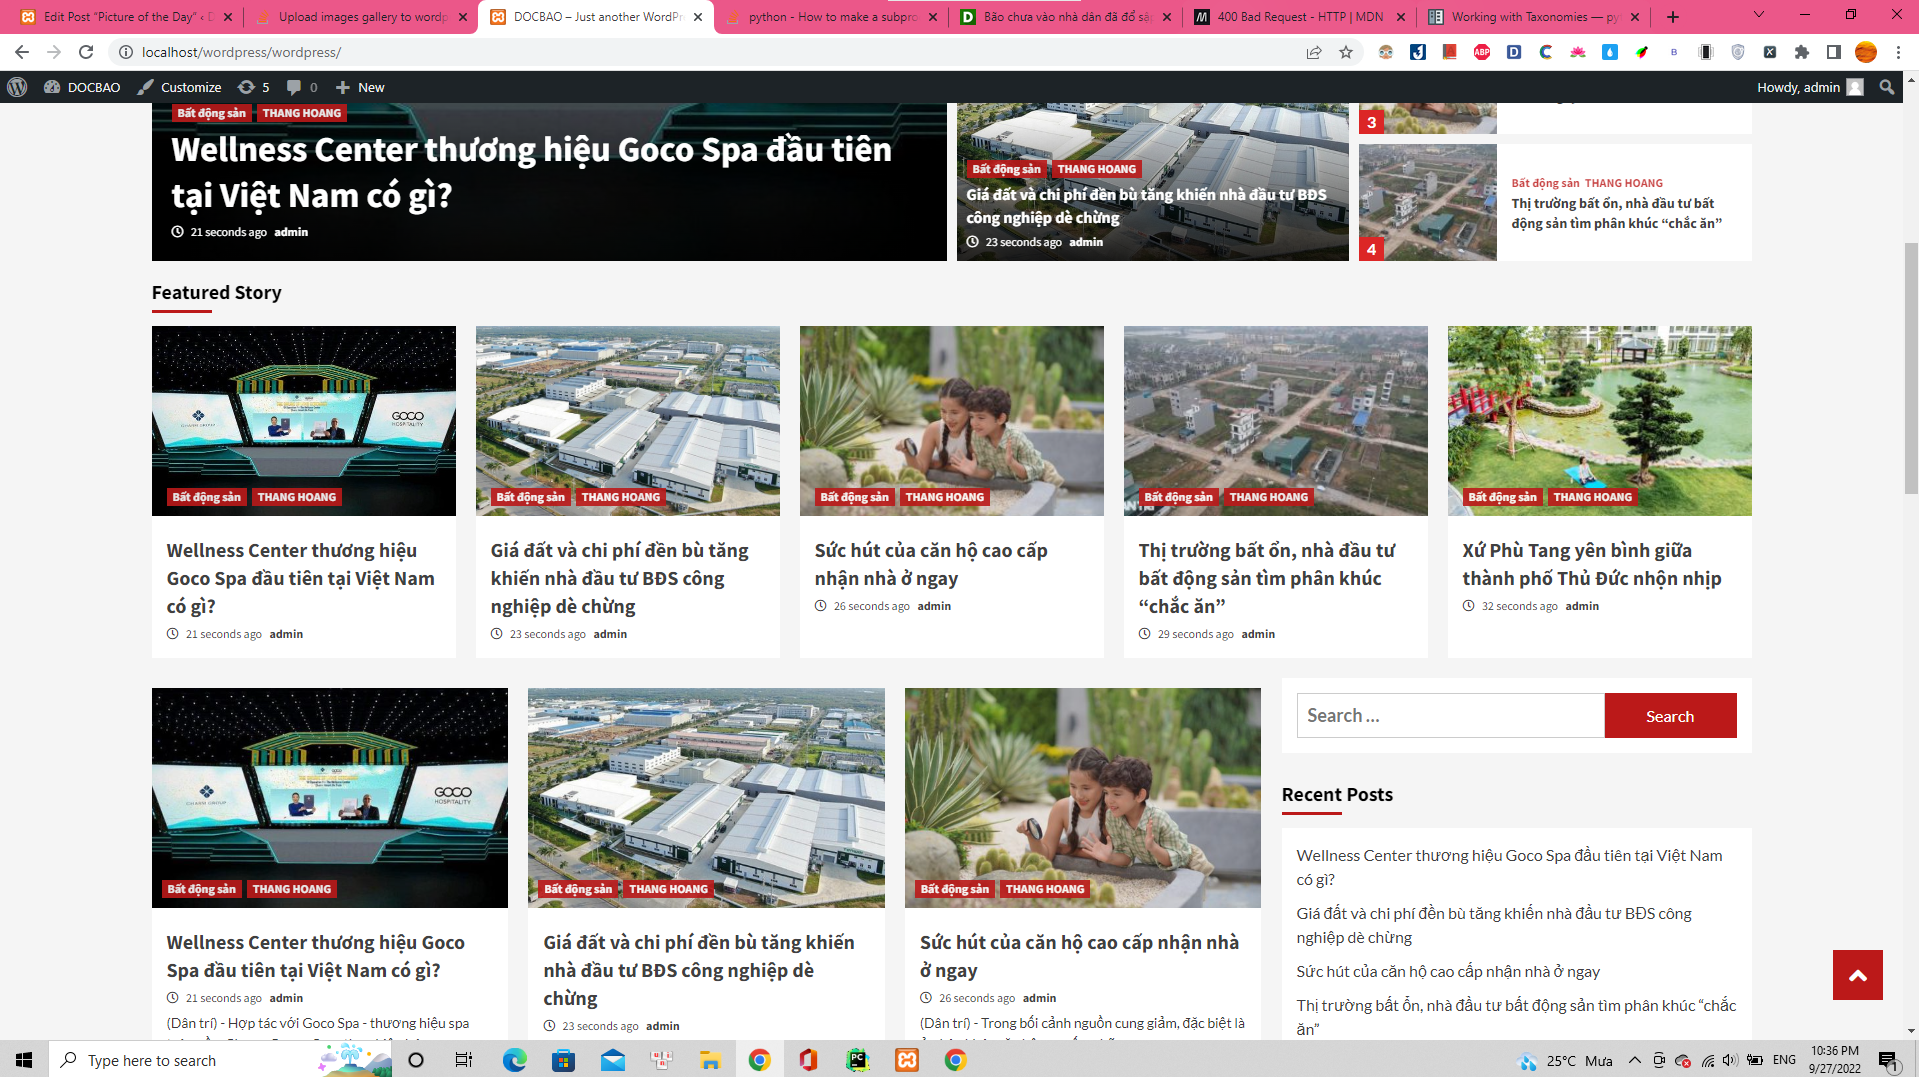 Edit Post "Picture of the Day" ‹ D
Upload images gallery to wordp
DOCBAO – Just another WordPr
python - How to make a subpro
Bão chưa vào nhà dân đã đổ sậ
400 Bad Request - HTTP | MDN
Working with Taxonomies — py
localhost/wordpress/wordpress/
DOCBAO
Customize
5
0
New
Howdy, admin
Bất động sản THANG HOANG
Wellness Center thương hiệu Goco Spa đầu tiên
tại Việt Nam có gì?
21 seconds ago admin
Bất động sản THANG HOANG
Giá đất và chi phí đền bù tăng khiến nhà đầu tư BĐS
công nghiệp dè chừng
23 seconds ago admin
3
4
Bất động sản THANG HOANG
Thị trường bất ổn, nhà đầu tư bất
động sản tìm phân khúc “chắc ăn”
Featured Story
CHARM GROUP
GOCO
HOSPITALITY
Bất động sản THANG HOANG
Wellness Center thương hiệu
Goco Spa đầu tiên tại Việt Nam
có gì?
21 seconds ago admin
Bất động sản THANG HOANG
Giá đất và chi phí đền bù tăng
khiến nhà đầu tư BĐS công
nghiệp dè chừng
23 seconds ago admin
Bất động sản THANG HOANG
Sức hút của căn hộ cao cấp
nhận nhà ở ngay
26 seconds ago admin
Bất động sản THANG HOANG
Thị trường bất ổn, nhà đầu tư
bất động sản tìm phân khúc
“chắc ăn”
29 seconds ago admin
Bất động sản THANG HOANG
Xứ Phù Tang yên bình giữa
thành phố Thủ Đức nhộn nhịp
32 seconds ago admin
CHARM GROUP
GOCO
HOSPITALITY
Bất động sản THANG HOANG
Wellness Center thương hiệu Goco
Spa đầu tiên tại Việt Nam có gì?
21 seconds ago admin
(Dân trí) - Hợp tác với Goco Spa - thương hiệu spa
Bất động sản THANG HOANG
Giá đất và chi phí đền bù tăng khiến
nhà đầu tư BĐS công nghiệp dè
chừng
23 seconds ago admin
Bất động sản THANG HOANG
Sức hút của căn hộ cao cấp nhận nhà
ở ngay
26 seconds ago admin
(Dân trí) - Trong bối cảnh nguồn cung giảm, đặc biệt là
Search ...
Search
Recent Posts
Wellness Center thương hiệu Goco Spa đầu tiên tại Việt Nam
có gì?
Giá đất và chi phí đền bù tăng khiến nhà đầu tư BĐS công
nghiệp dè chừng
Sức hút của căn hộ cao cấp nhận nhà ở ngay
Thị trường bất ổn, nhà đầu tư bất động sản tìm phân khúc “chắc
ăn”
Type here to search
25°C Mưa
ENG
10:36 PM
9/27/2022
1